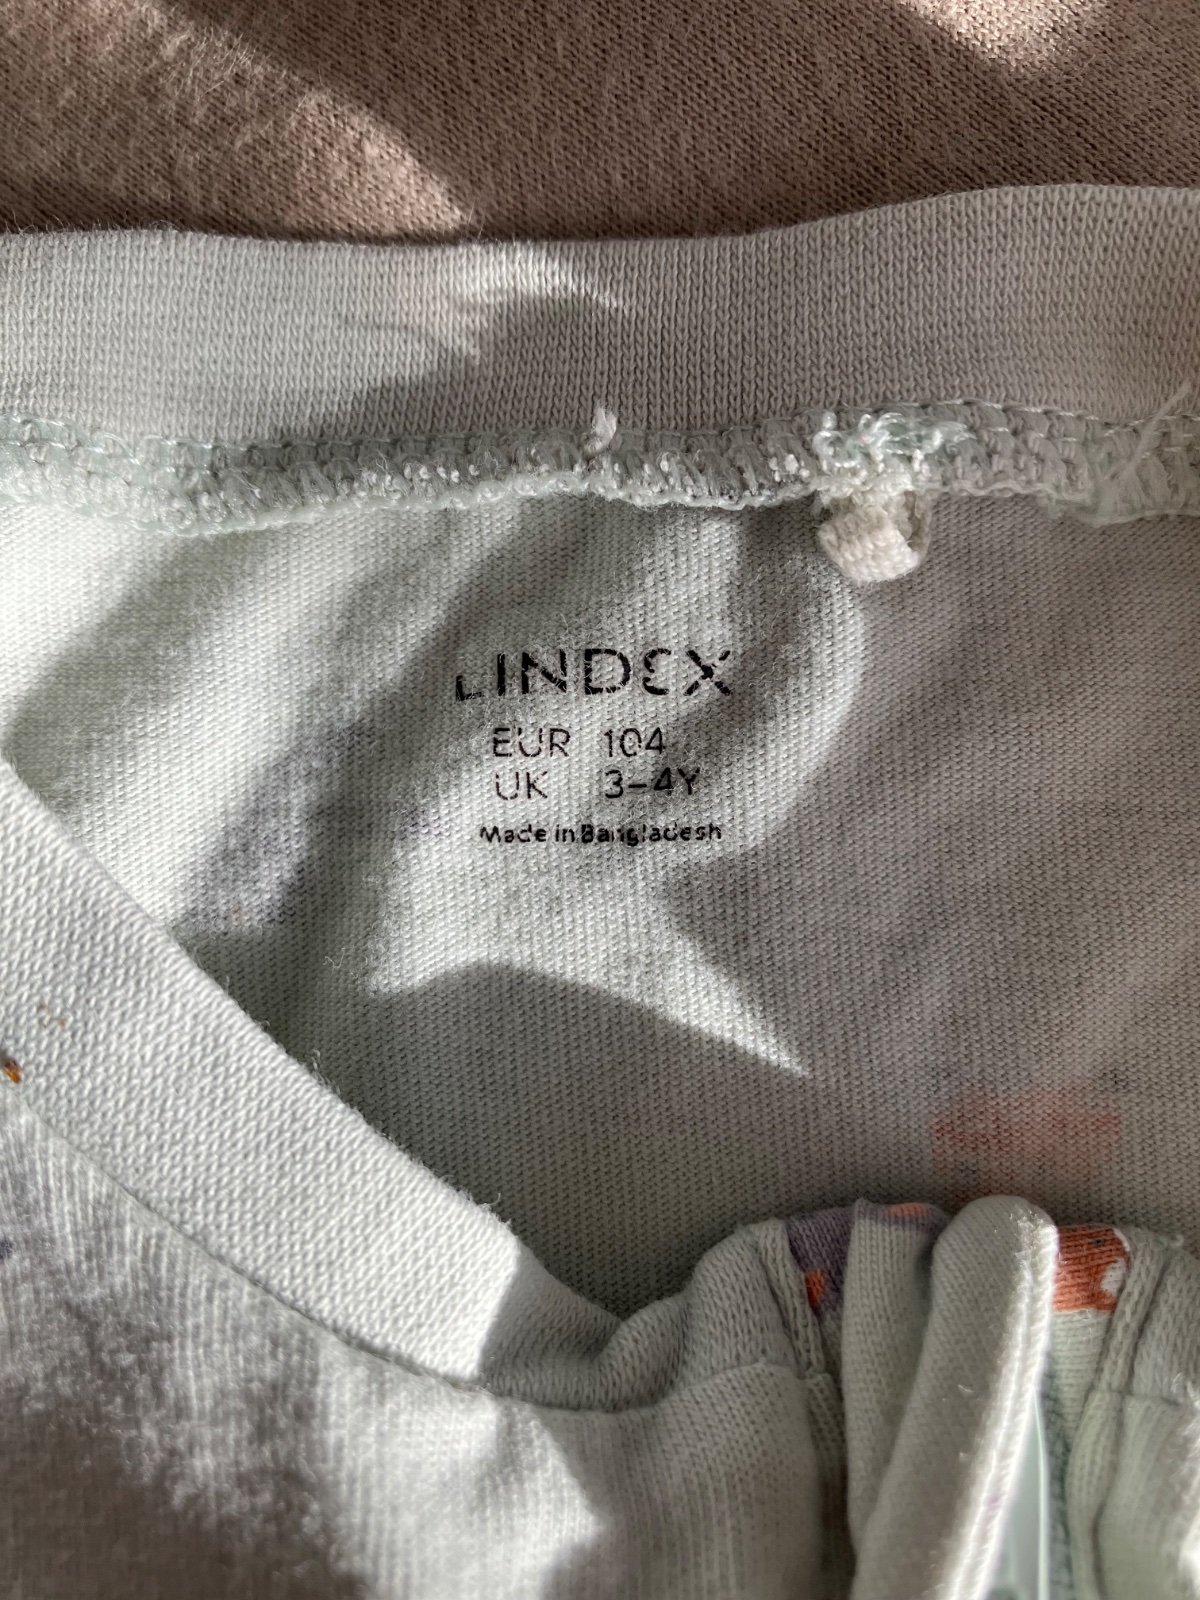 LINDEX
EUR 104
UK 3-4Y
Made in Bangladesh